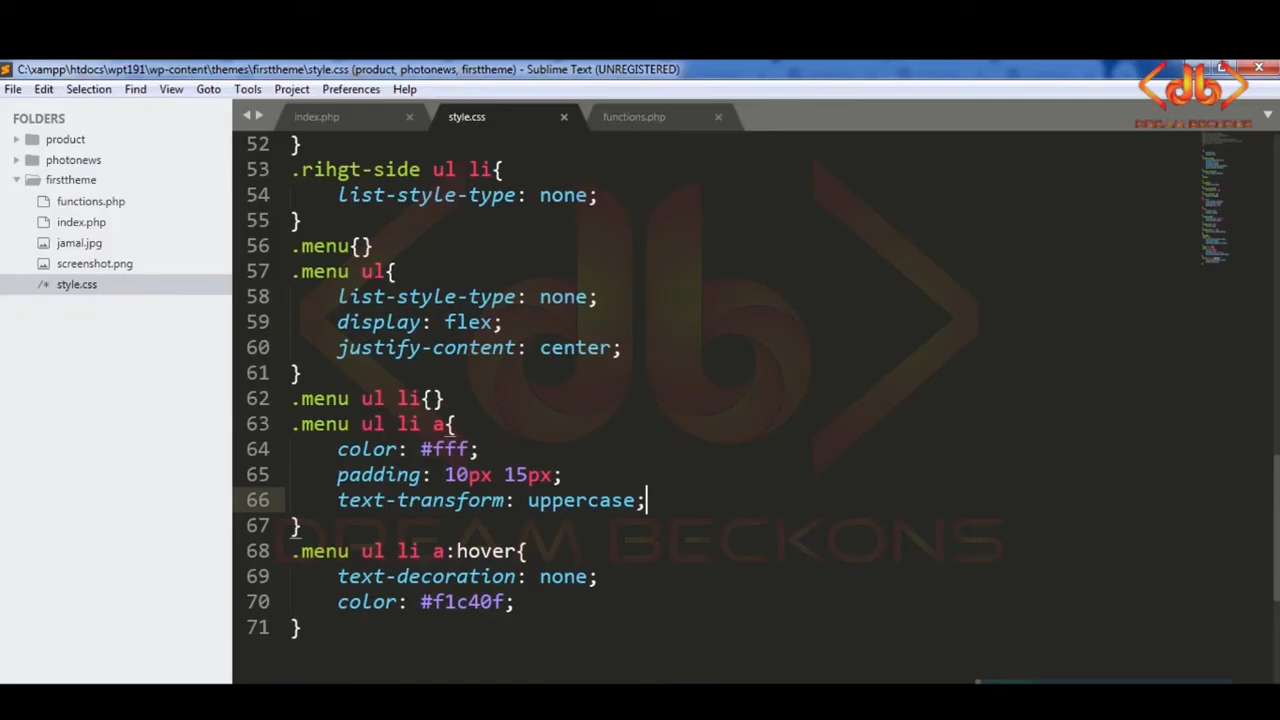 C:\xampp\htdocs\wpt191\wp-content\themes\firsttheme\style.css (product, photonews, firsttheme) - Sublime Text (UNREGISTERED)
File Edit Selection Find View Goto Tools Project Preferences Help
DREAM BECKONS
FOLDERS
product
photonews
firsttheme
functions.php
index.php
jamal.jpg
screenshot.png
/* style.css
index.php
style.css
functions.php
52 }
53 .rihgt-side ul li{
54 list-style-type: none;
55 }
56 .menu{}
57 .menu ul{
58 list-style-type: none;
59 display: flex;
60 justify-content: center;
61 }
62 .menu ul li{}
63 .menu ul li a{
64 color: #fff;
65 padding: 10px 15px;
66 text-transform: uppercase;
67 }
68 .menu ul li a:hover{
69 text-decoration: none;
70 color: #f1c40f;
71 }
DREAM BECKONS